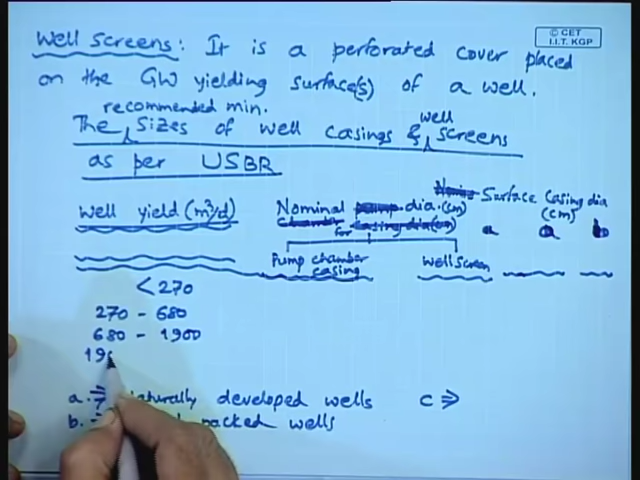 © CET
I.I.T. KGP
Well Screens: It is a perforated cover placed
on the GW yielding surface(s) of a well.
recommended min.
The sizes of well casings & well screens
as per USBR
Well yield (m³/d)
Nominal dia. (cm)
for
Pump chamber casing
Well Screen
Surface Casing dia (cm)
a
a
b
<270
270 - 680
680 - 1900
19
a. ⇒ Naturally developed wells
c ⇒
b. packed wells